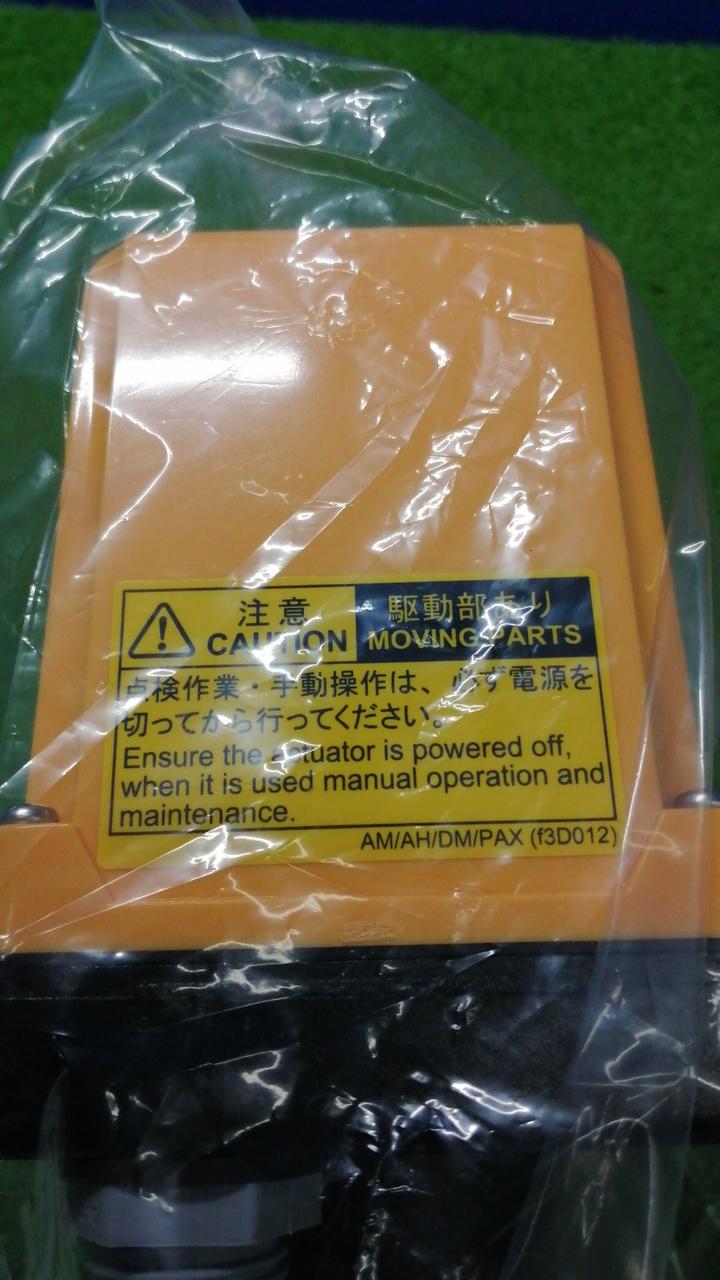 注意
CAUTION
駆動部あり
MOVING PARTS
点検作業・手動操作は、必ず電源を
切ってから行ってください。
Ensure the actuator is powered off,
when it is used manual operation and
maintenance.
AM/AH/DM/PAX (f3D012)